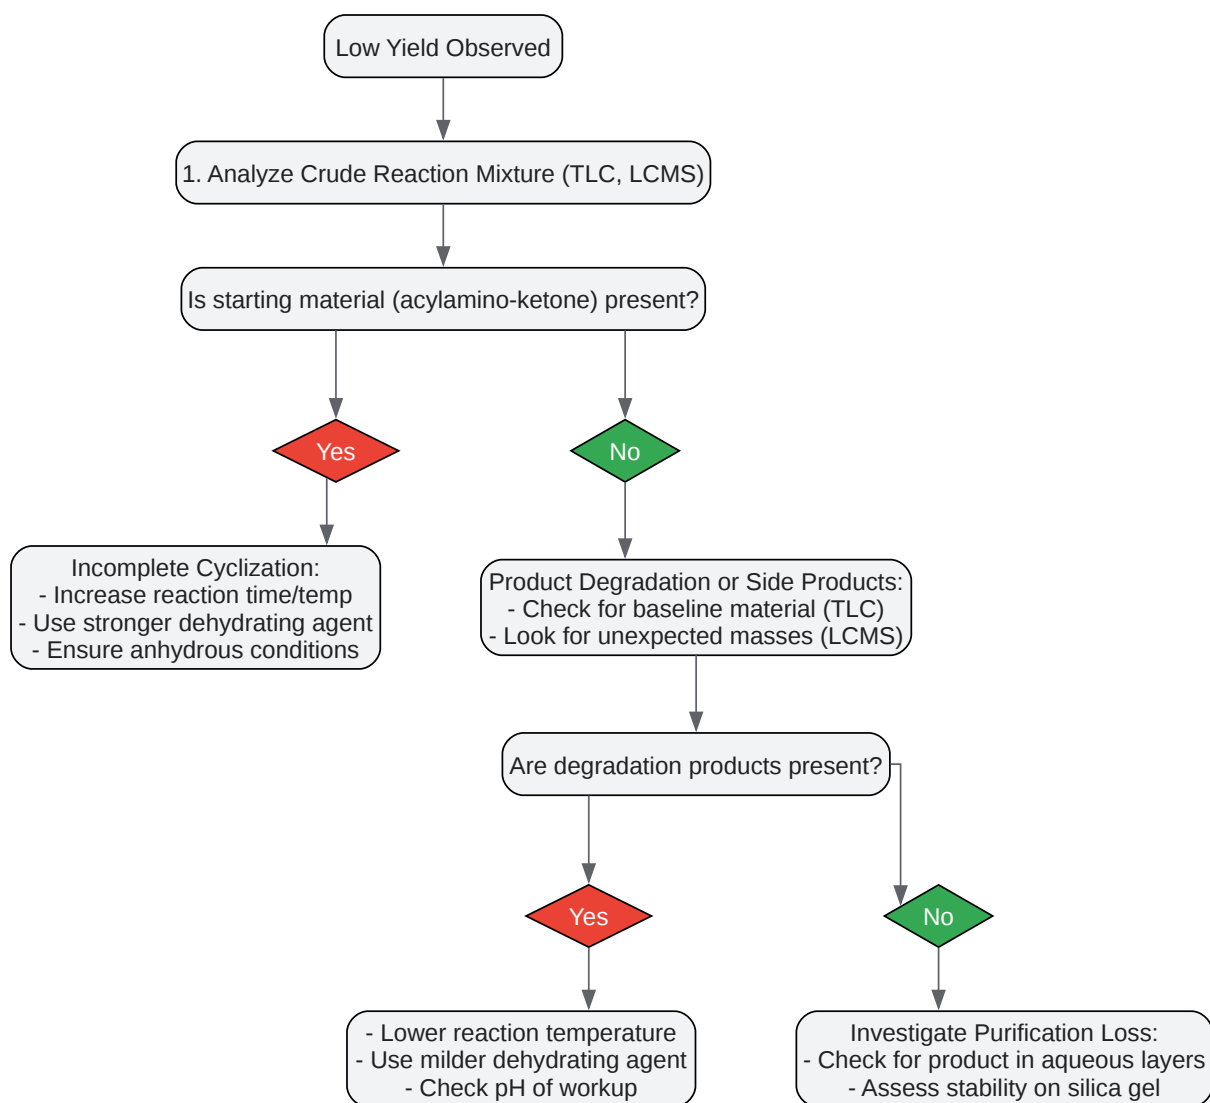 Low Yield Observed
1. Analyze Crude Reaction Mixture (TLC, LCMS)
Is starting material (acylamino-ketone) present?
Yes
No
Incomplete Cyclization:
- Increase reaction time/temp
- Use stronger dehydrating agent
- Ensure anhydrous conditions
Product Degradation or Side Products:
- Check for baseline material (TLC)
- Look for unexpected masses (LCMS)
Are degradation products present?
Yes
No
- Lower reaction temperature
- Use milder dehydrating agent
- Check pH of workup
Investigate Purification Loss:
- Check for product in aqueous layers
- Assess stability on silica gel